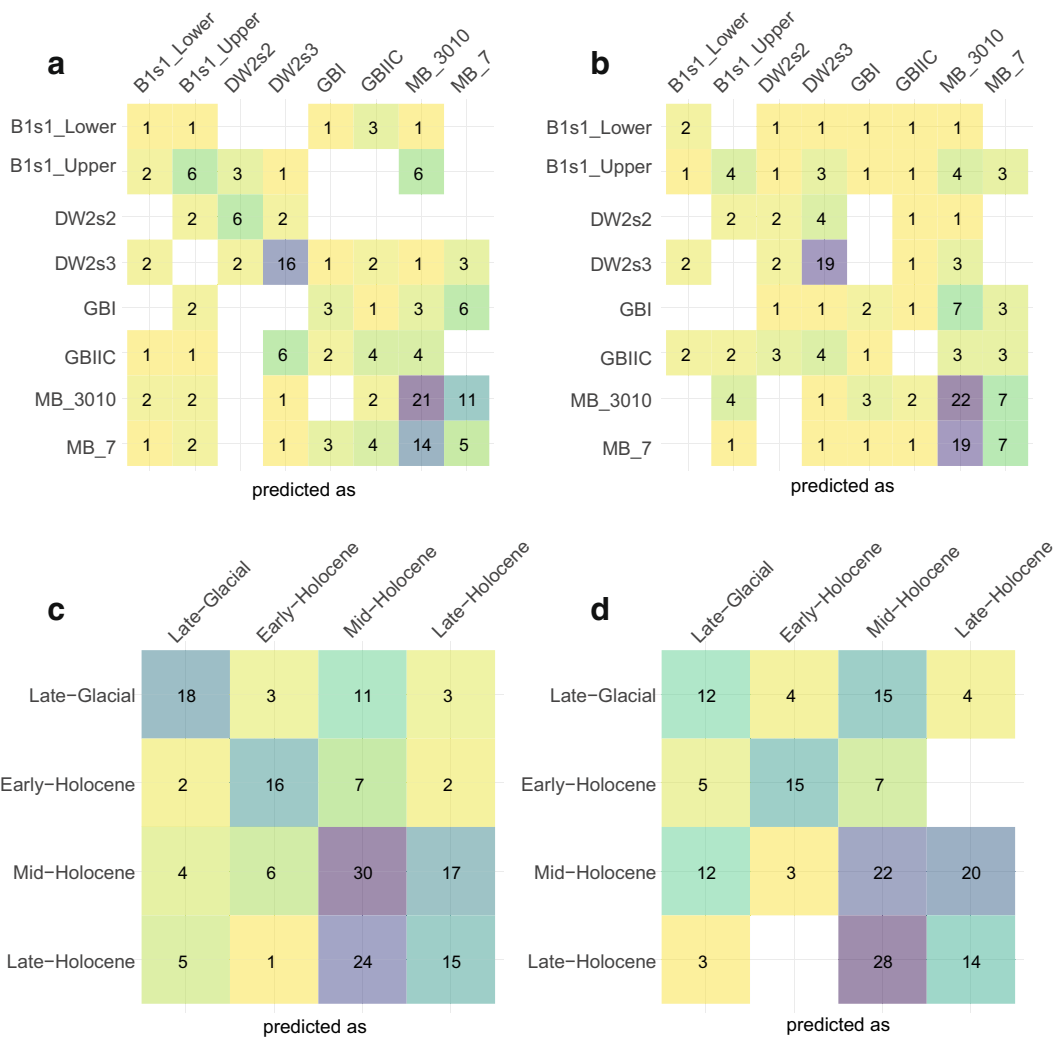 a
B1s1_Lower B1s1_Upper DW2s2 DW2s3 GBI GBIIC MB_3010 MB_7
B1s1_Lower 1 1 1 3 1
B1s1_Upper 2 6 3 1 6
DW2s2 2 6 2
DW2s3 2 2 16 1 2 1 3
GBI 2 3 1 3 6
GBIIC 1 1 6 2 4 4
MB_3010 2 2 1 2 21 11
MB_7 1 2 1 3 4 14 5
predicted as
b
B1s1_Lower B1s1_Upper DW2s2 DW2s3 GBI GBIIC MB_3010 MB_7
B1s1_Lower 2 1 1 1 1 1
B1s1_Upper 1 4 1 3 1 1 4 3
DW2s2 2 2 4 1 1
DW2s3 2 2 19 1 3
GBI 1 1 2 1 7 3
GBIIC 2 2 3 4 1 3 3
MB_3010 4 1 3 2 22 7
MB_7 1 1 1 1 19 7
predicted as
c
Late−Glacial Early−Holocene Mid−Holocene Late−Holocene
Late−Glacial 18 3 11 3
Early−Holocene 2 16 7 2
Mid−Holocene 4 6 30 17
Late−Holocene 5 1 24 15
predicted as
d
Late−Glacial Early−Holocene Mid−Holocene Late−Holocene
Late−Glacial 12 4 15 4
Early−Holocene 5 15 7
Mid−Holocene 12 3 22 20
Late−Holocene 3 28 14
predicted as